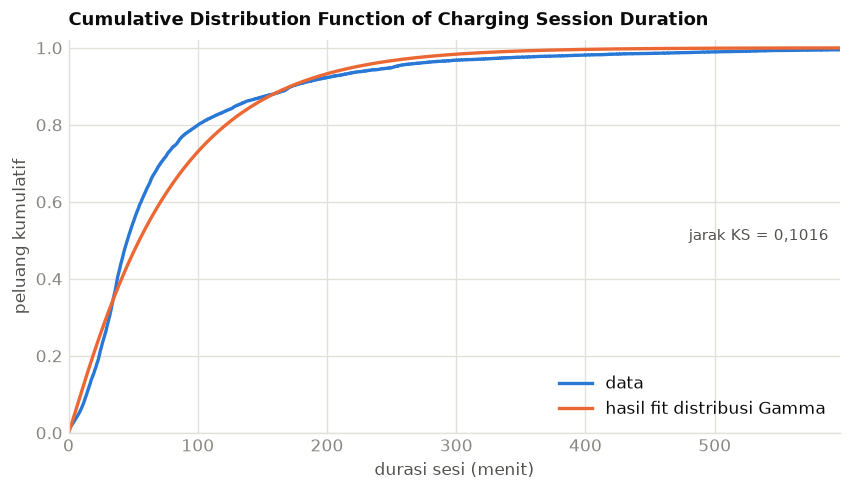 Cumulative Distribution Function of Charging Session Duration
peluang kumulatif
1.0
0.8
0.6
0.4
0.2
0.0
jarak KS = 0,1016
data
hasil fit distribusi Gamma
0
100
200
300
400
500
durasi sesi (menit)